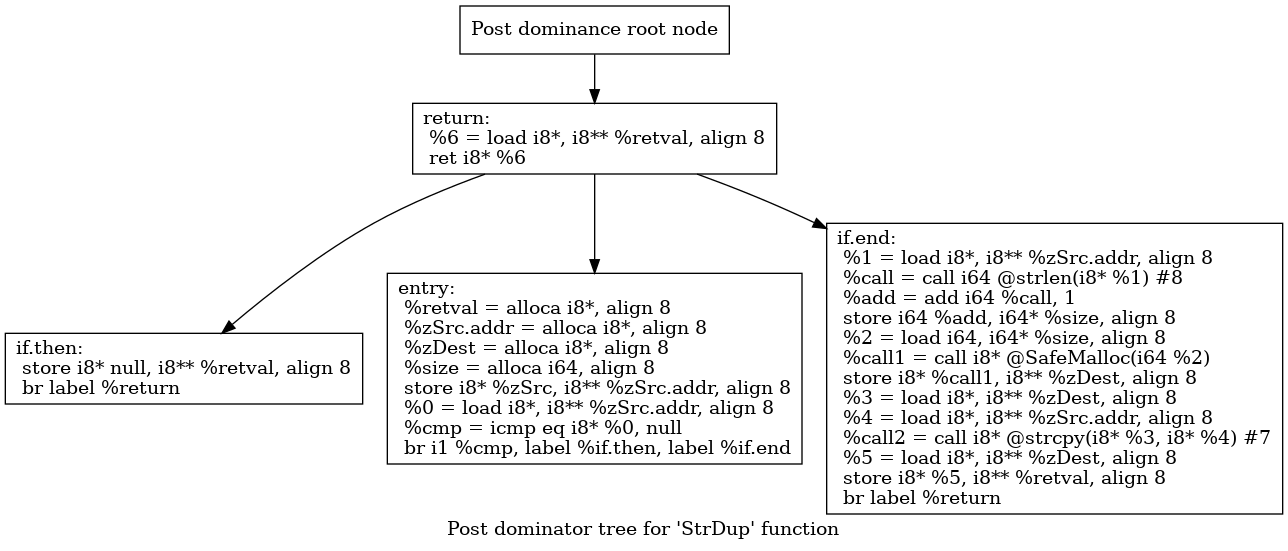 Post dominance root node
return:
%6 = load i8*, i8** %retval, align 8
ret i8* %6
if.then:
store i8* null, i8** %retval, align 8
br label %return
entry:
%retval = alloca i8*, align 8
%zSrc.addr = alloca i8*, align 8
%zDest = alloca i8*, align 8
%size = alloca i64, align 8
store i8* %zSrc, i8** %zSrc.addr, align 8
%0 = load i8*, i8** %zSrc.addr, align 8
%cmp = icmp eq i8* %0, null
br i1 %cmp, label %if.then, label %if.end
if.end:
%1 = load i8*, i8** %zSrc.addr, align 8
%call = call i64 @strlen(i8* %1) #8
%add = add i64 %call, 1
store i64 %add, i64* %size, align 8
%2 = load i64, i64* %size, align 8
%call1 = call i8* @SafeMalloc(i64 %2)
store i8* %call1, i8** %zDest, align 8
%3 = load i8*, i8** %zDest, align 8
%4 = load i8*, i8** %zSrc.addr, align 8
%call2 = call i8* @strcpy(i8* %3, i8* %4) #7
%5 = load i8*, i8** %zDest, align 8
store i8* %5, i8** %retval, align 8
br label %return
Post dominator tree for 'StrDup' function